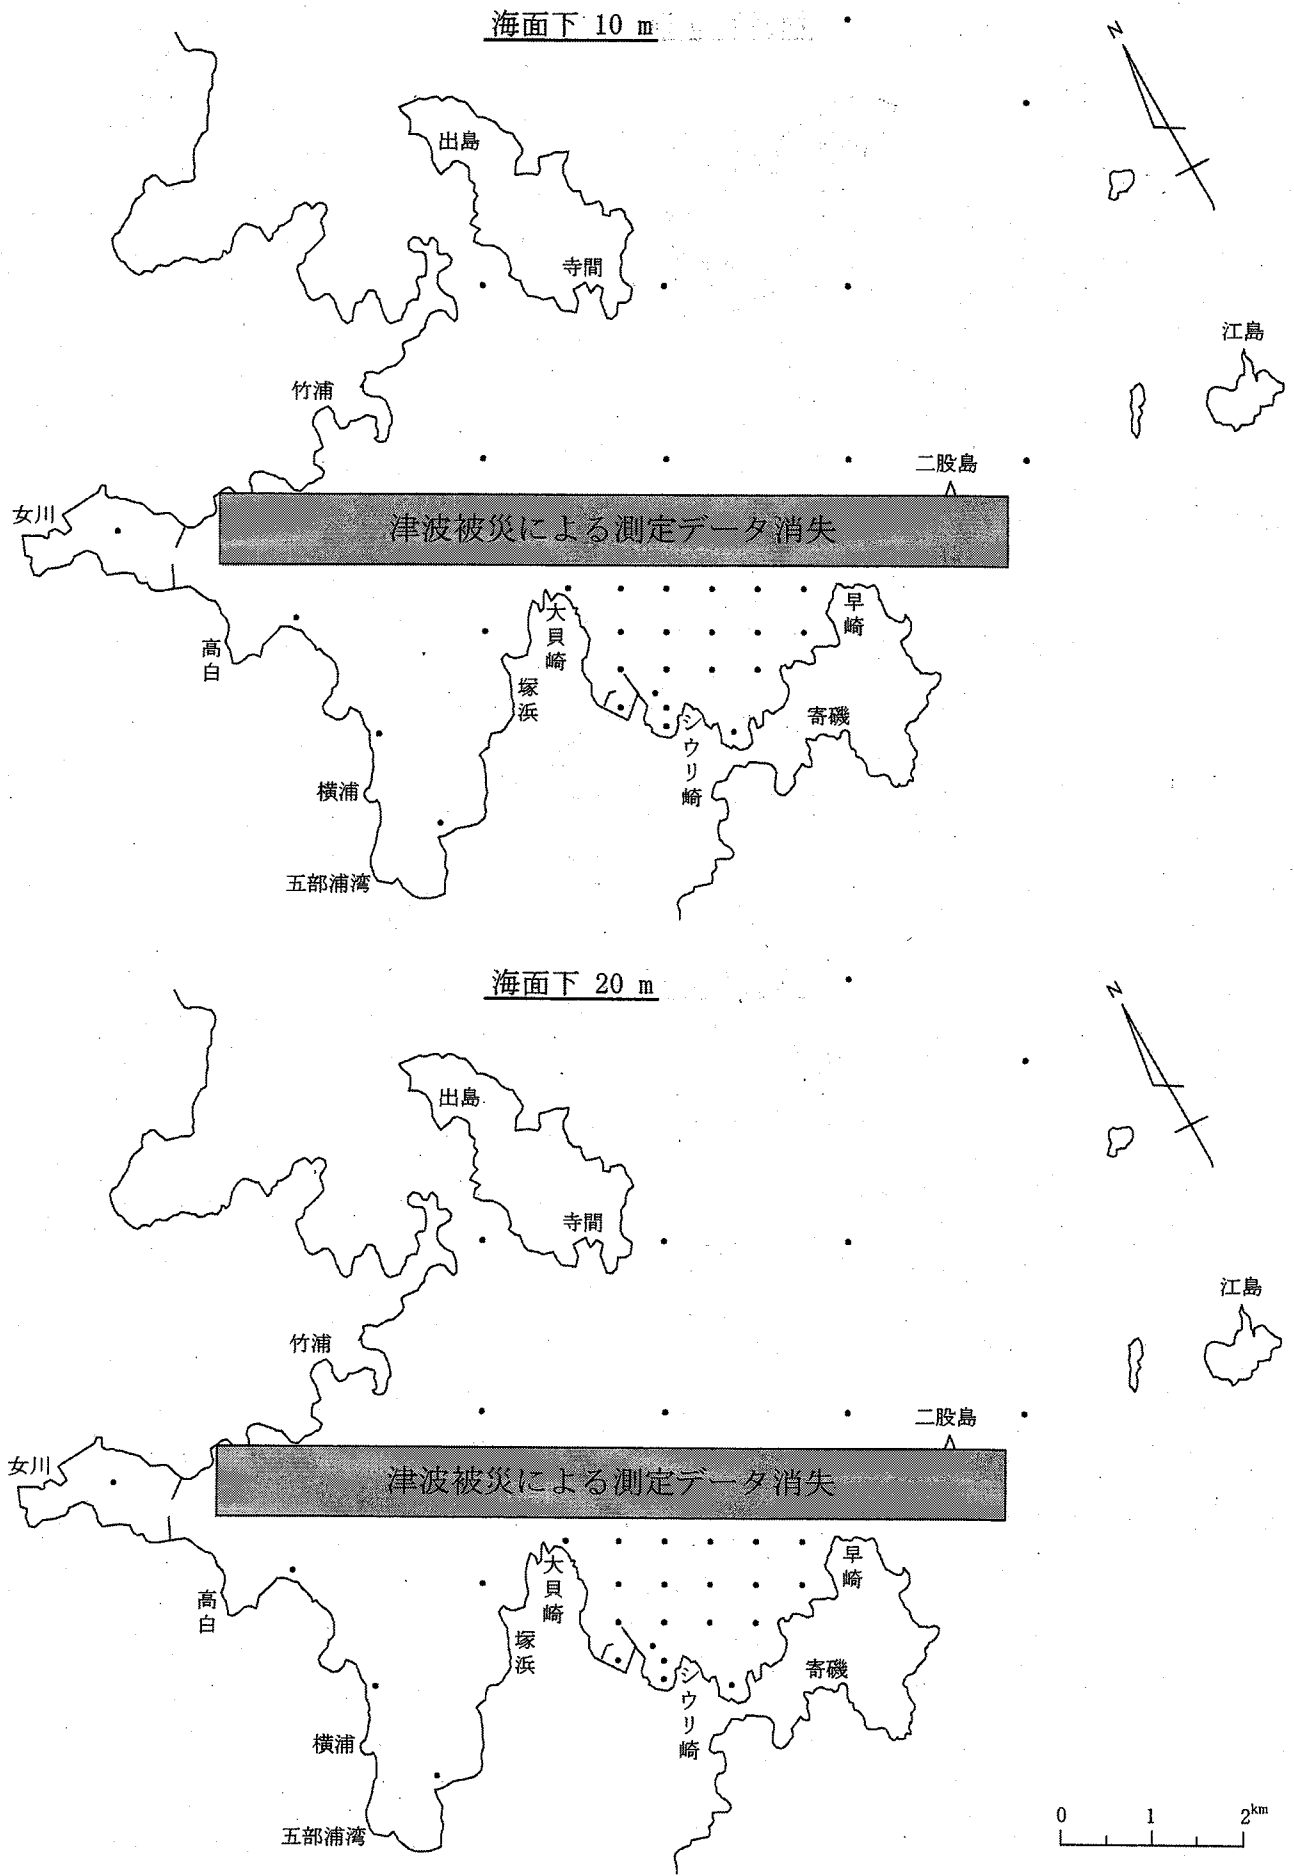 海面下 10 m
N
出島
寺間
江島
竹浦
二股島
女川
津波被災による測定データ消失
大貝崎
早崎
高白
塚浜
寄磯
シウリ崎
横浦
五部浦湾
海面下 20 m
N
出島
寺間
江島
竹浦
二股島
女川
津波被災による測定データ消失
大貝崎
早崎
高白
塚浜
寄磯
シウリ崎
横浦
五部浦湾
0 1 2km